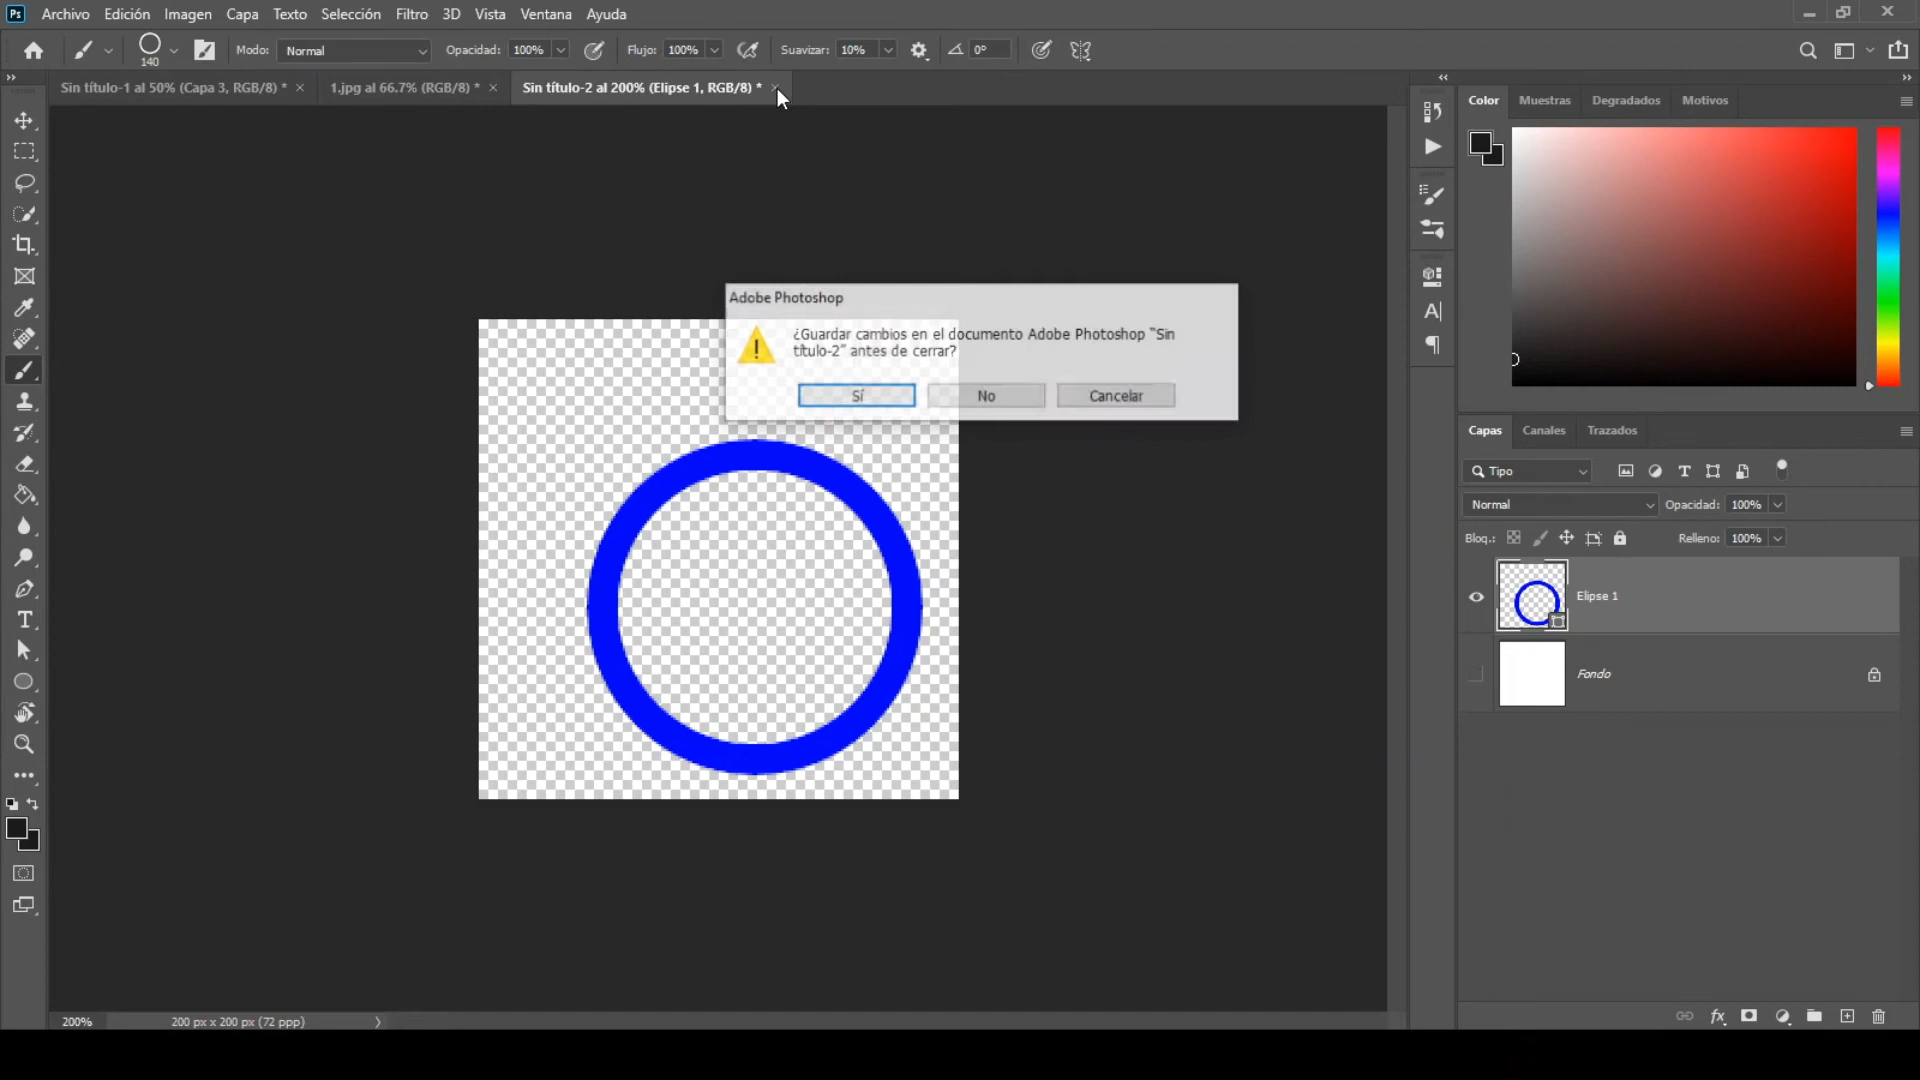 Ps Archivo Edición Imagen Capa Texto Selección Filtro 3D Vista Ventana Ayuda
140 Modo: Normal Opacidad: 100% Flujo: 100% Suavizar: 10% 0°
Sin título-1 al 50% (Capa 3, RGB/8) * 1.jpg al 66.7% (RGB/8) * Sin título-2 al 200% (Elipse 1, RGB/8) *
Color Muestras Degradados Motivos
Adobe Photoshop
¿Guardar cambios en el documento Adobe Photoshop "Sin
título-2" antes de cerrar?
Sí No Cancelar
Capas Canales Trazados
Tipo
Normal Opacidad: 100%
Bloq.: Relleno: 100%
Elipse 1
Fondo
200% 200 px x 200 px (72 ppp)